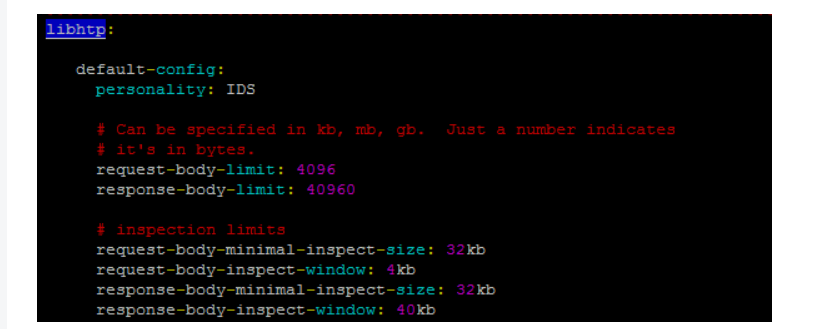 libhtp:
default-config:
personality: IDS
# Can be specified in kb, mb, gb.  Just a number indicates
# it's in bytes.
request-body-limit: 4096
response-body-limit: 40960
# inspection limits
request-body-minimal-inspect-size: 32kb
request-body-inspect-window: 4kb
response-body-minimal-inspect-size: 32kb
response-body-inspect-window: 40kb